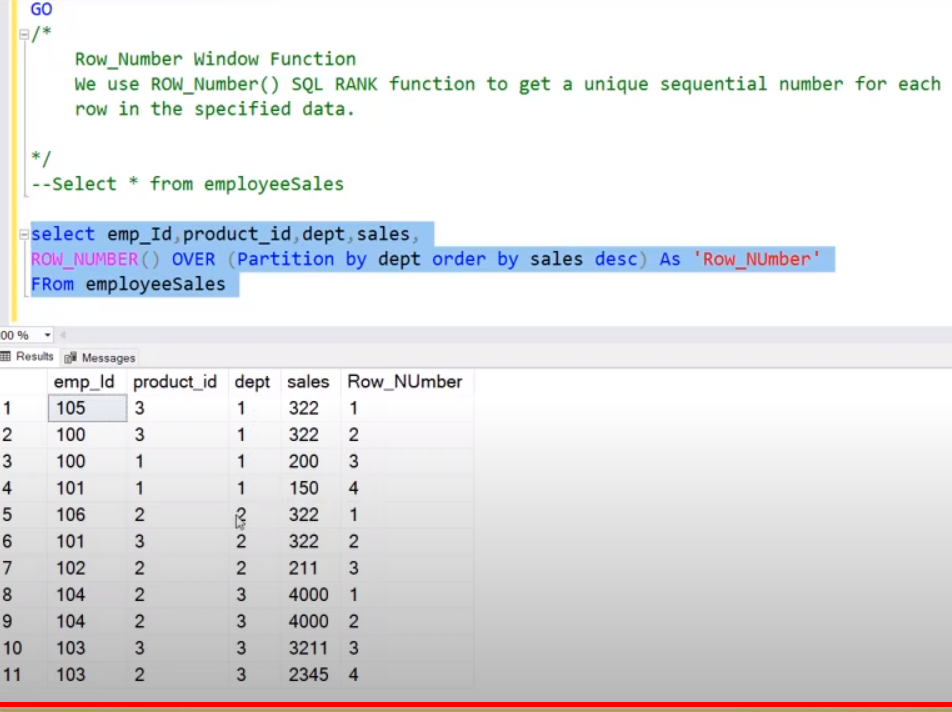 GO
/*
Row_Number Window Function
We use ROW_Number() SQL RANK function to get a unique sequential number for each
row in the specified data.
*/
--Select * from employeeSales
select emp_Id,product_id,dept,sales,
ROW_NUMBER() OVER (Partition by dept order by sales desc) As 'Row_NUmber'
FRom employeeSales
00 %
Results Messages
emp_Id product_id dept sales Row_NUmber
1 105 3 1 322 1
2 100 3 1 322 2
3 100 1 1 200 3
4 101 1 1 150 4
5 106 2 2 322 1
6 101 3 2 322 2
7 102 2 2 211 3
8 104 2 3 4000 1
9 104 2 3 4000 2
10 103 3 3 3211 3
11 103 2 3 2345 4